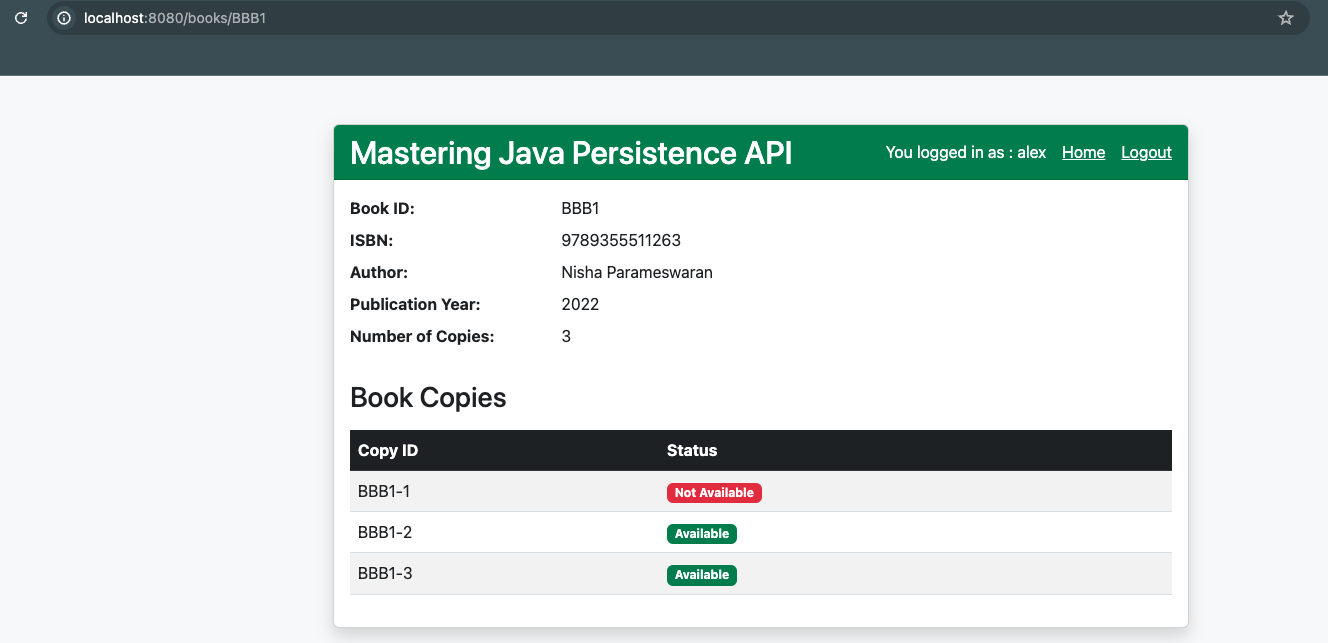 localhost:8080/books/BBB1
Mastering Java Persistence API You logged in as : alex Home Logout
Book ID: BBB1
ISBN: 9789355511263
Author: Nisha Parameswaran
Publication Year: 2022
Number of Copies: 3
Book Copies
Copy ID Status
BBB1-1 Not Available
BBB1-2 Available
BBB1-3 Available